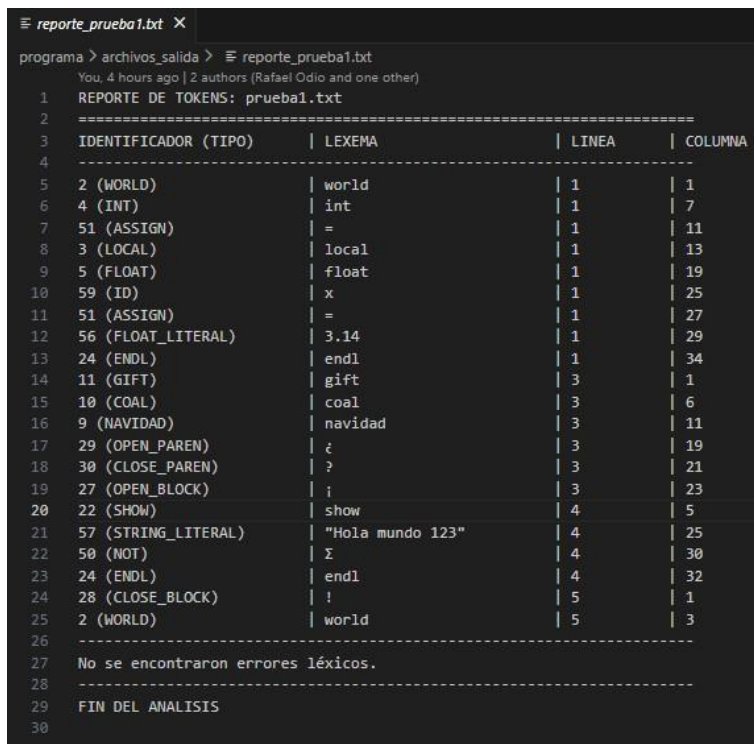 reporte_prueba1.txt ×
programa > archivos_salida > reporte_prueba1.txt
You, 4 hours ago | 2 authors (Rafael Odio and one other)
1 REPORTE DE TOKENS: prueba1.txt
2 ======================================================================
3 IDENTIFICADOR (TIPO) | LEXEMA | LINEA | COLUMNA
4 ----------------------------------------------------------------------
5 2 (WORLD) | world | 1 | 1
6 4 (INT) | int | 1 | 7
7 51 (ASSIGN) | = | 1 | 11
8 3 (LOCAL) | local | 1 | 13
9 5 (FLOAT) | float | 1 | 19
10 59 (ID) | x | 1 | 25
11 51 (ASSIGN) | = | 1 | 27
12 56 (FLOAT_LITERAL) | 3.14 | 1 | 29
13 24 (ENDL) | endl | 1 | 34
14 11 (GIFT) | gift | 3 | 1
15 10 (COAL) | coal | 3 | 6
16 9 (NAVIDAD) | navidad | 3 | 11
17 29 (OPEN_PAREN) | ¿ | 3 | 19
18 30 (CLOSE_PAREN) | ? | 3 | 21
19 27 (OPEN_BLOCK) | ¡ | 3 | 23
20 22 (SHOW) | show | 4 | 5
21 57 (STRING_LITERAL) | "Hola mundo 123" | 4 | 25
22 50 (NOT) | Σ | 4 | 30
23 24 (ENDL) | endl | 4 | 32
24 28 (CLOSE_BLOCK) | ! | 5 | 1
25 2 (WORLD) | world | 5 | 3
26 ----------------------------------------------------------------------
27 No se encontraron errores léxicos.
28 ----------------------------------------------------------------------
29 FIN DEL ANALISIS
30